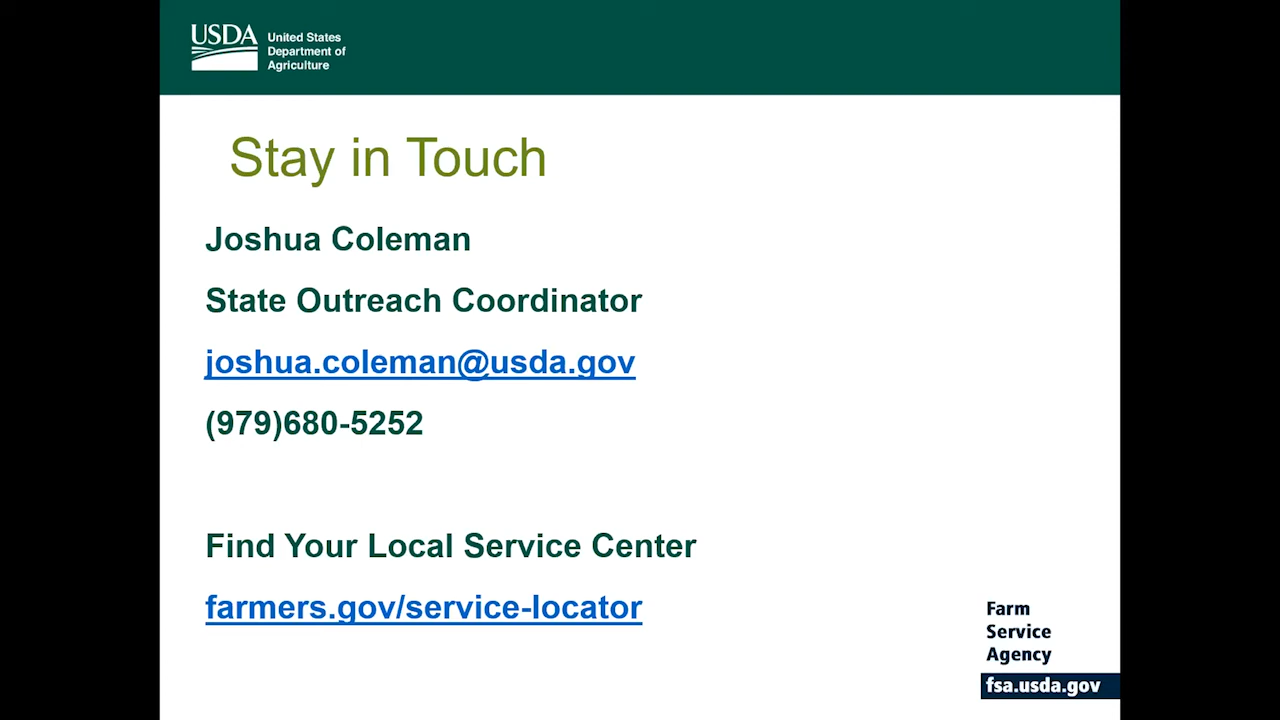 USDA
United States
Department of
Agriculture
Stay in Touch
Joshua Coleman
State Outreach Coordinator
joshua.coleman@usda.gov
(979)680-5252
Find Your Local Service Center
farmers.gov/service-locator
Farm
Service
Agency
fsa.usda.gov